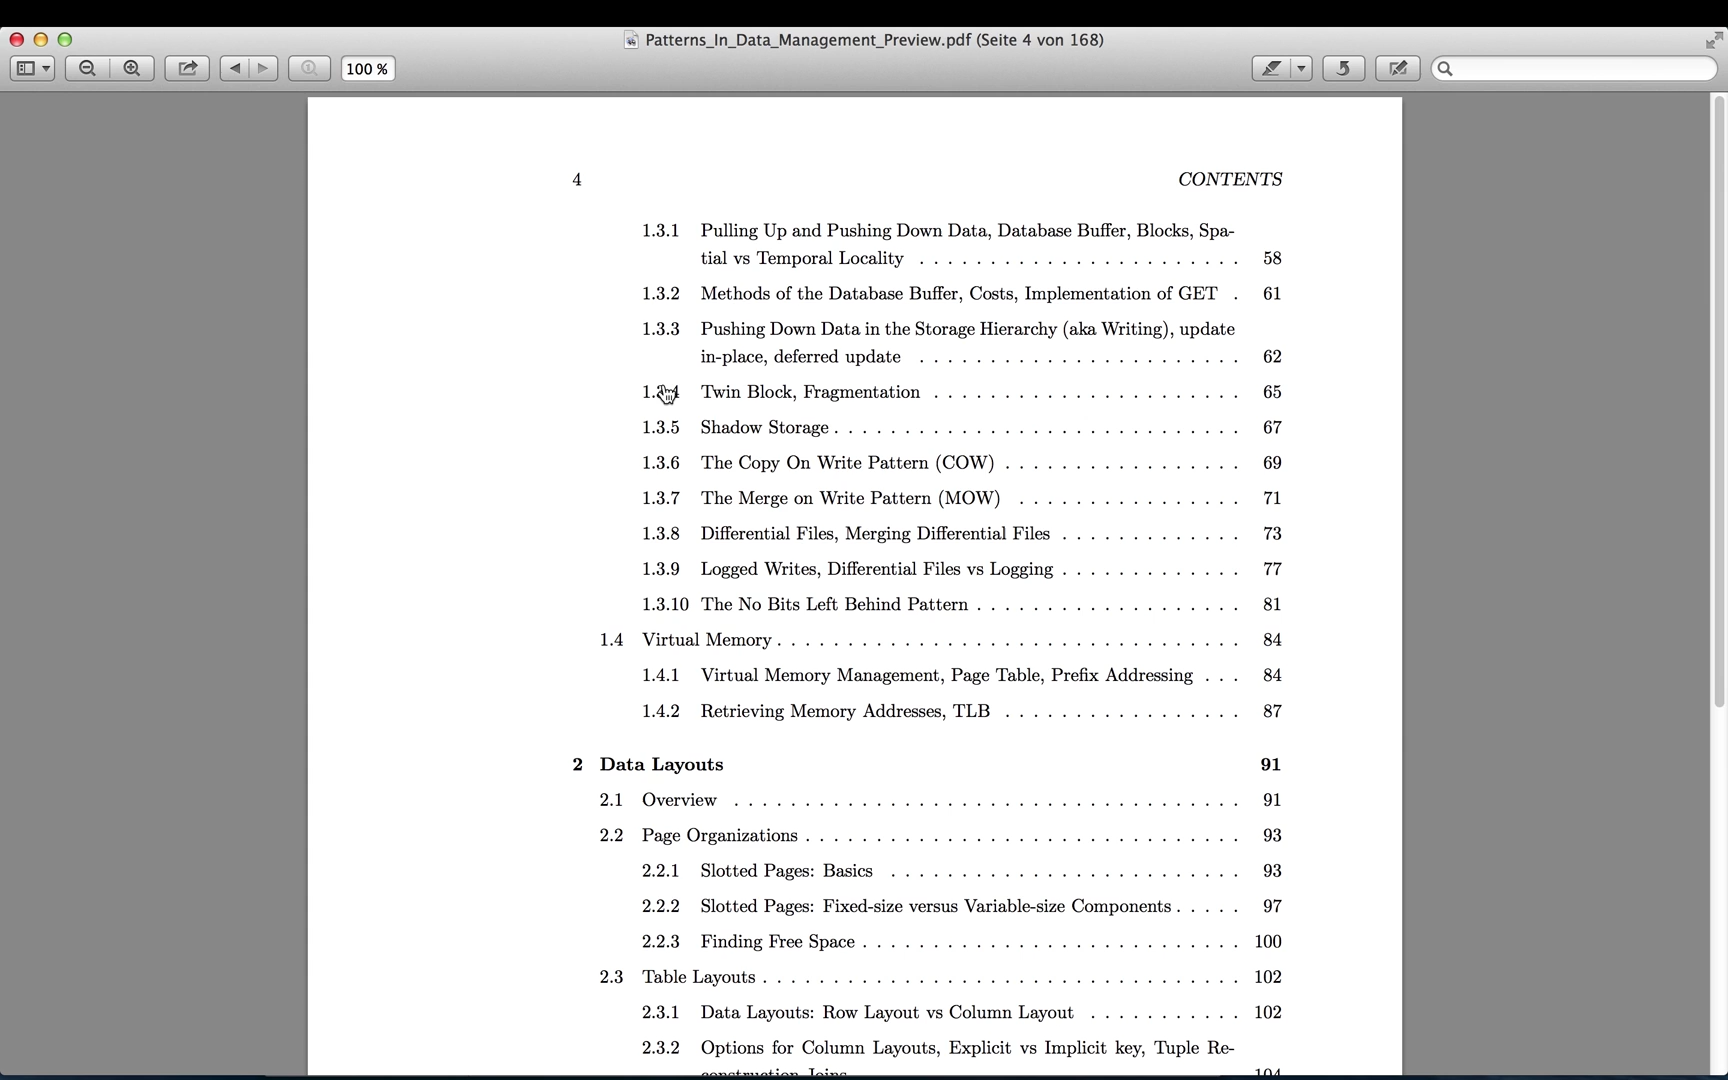 Patterns_In_Data_Management_Preview.pdf (Seite 4 von 168)
100 %
4 CONTENTS
1.3.1 Pulling Up and Pushing Down Data, Database Buffer, Blocks, Spa-
tial vs Temporal Locality . . . . . . . . . . . . . . . . . . . . . . . 58
1.3.2 Methods of the Database Buffer, Costs, Implementation of GET . 61
1.3.3 Pushing Down Data in the Storage Hierarchy (aka Writing), update
in-place, deferred update . . . . . . . . . . . . . . . . . . . . . . . 62
Twin Block, Fragmentation . . . . . . . . . . . . . . . . . . . . . . 65
1.3.5 Shadow Storage . . . . . . . . . . . . . . . . . . . . . . . . . . . . . 67
1.3.6 The Copy On Write Pattern (COW) . . . . . . . . . . . . . . . . . 69
1.3.7 The Merge on Write Pattern (MOW) . . . . . . . . . . . . . . . . 71
1.3.8 Differential Files, Merging Differential Files . . . . . . . . . . . . . 73
1.3.9 Logged Writes, Differential Files vs Logging . . . . . . . . . . . . . 77
1.3.10 The No Bits Left Behind Pattern . . . . . . . . . . . . . . . . . . . 81
1.4 Virtual Memory . . . . . . . . . . . . . . . . . . . . . . . . . . . . . . . . . 84
1.4.1 Virtual Memory Management, Page Table, Prefix Addressing . . . 84
1.4.2 Retrieving Memory Addresses, TLB . . . . . . . . . . . . . . . . . 87
2 Data Layouts 91
2.1 Overview . . . . . . . . . . . . . . . . . . . . . . . . . . . . . . . . . . . . 91
2.2 Page Organizations . . . . . . . . . . . . . . . . . . . . . . . . . . . . . . . 93
2.2.1 Slotted Pages: Basics . . . . . . . . . . . . . . . . . . . . . . . . . 93
2.2.2 Slotted Pages: Fixed-size versus Variable-size Components . . . . . 97
2.2.3 Finding Free Space . . . . . . . . . . . . . . . . . . . . . . . . . . . 100
2.3 Table Layouts . . . . . . . . . . . . . . . . . . . . . . . . . . . . . . . . . . 102
2.3.1 Data Layouts: Row Layout vs Column Layout . . . . . . . . . . . 102
2.3.2 Options for Column Layouts, Explicit vs Implicit key, Tuple Re-
construction Joins 104